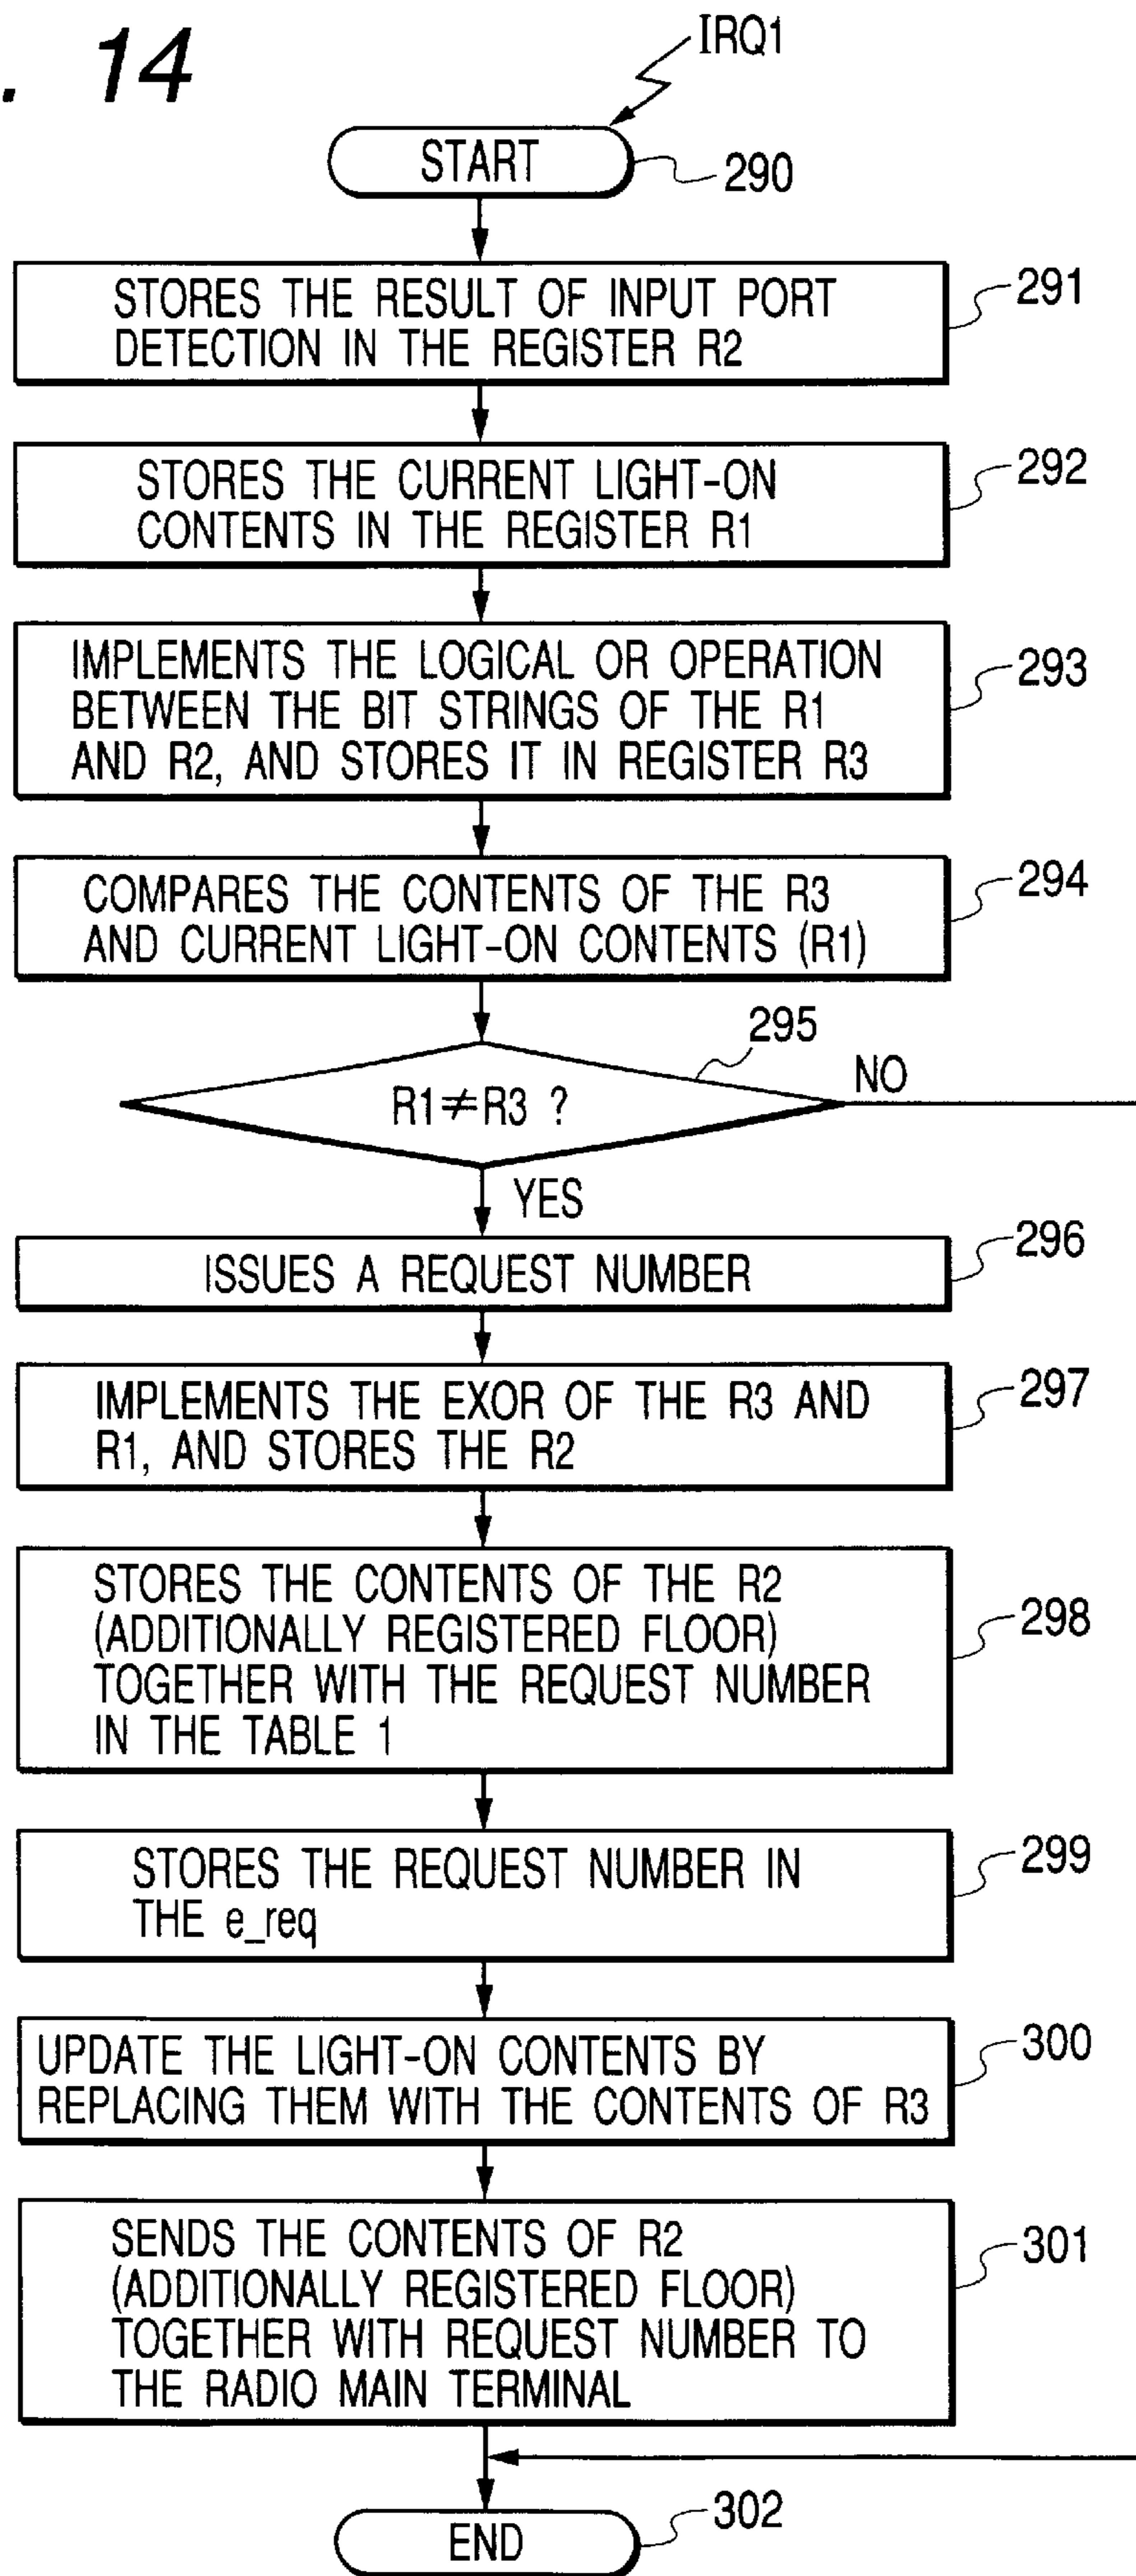 . 14
IRQ1
START
290
STORES THE RESULT OF INPUT PORT
DETECTION IN THE REGISTER R2
291
STORES THE CURRENT LIGHT-ON
CONTENTS IN THE REGISTER R1
292
IMPLEMENTS THE LOGICAL OR OPERATION
BETWEEN THE BIT STRINGS OF THE R1
AND R2, AND STORES IT IN REGISTER R3
293
COMPARES THE CONTENTS OF THE R3
AND CURRENT LIGHT-ON CONTENTS (R1)
294
295
R1≠R3 ?
NO
YES
ISSUES A REQUEST NUMBER
296
IMPLEMENTS THE EXOR OF THE R3 AND
R1, AND STORES THE R2
297
STORES THE CONTENTS OF THE R2
(ADDITIONALLY REGISTERED FLOOR)
TOGETHER WITH THE REQUEST NUMBER
IN THE TABLE 1
298
STORES THE REQUEST NUMBER IN
THE e_req
299
UPDATE THE LIGHT-ON CONTENTS BY
REPLACING THEM WITH THE CONTENTS OF R3
300
SENDS THE CONTENTS OF R2
(ADDITIONALLY REGISTERED FLOOR)
TOGETHER WITH REQUEST NUMBER TO
THE RADIO MAIN TERMINAL
301
END
302